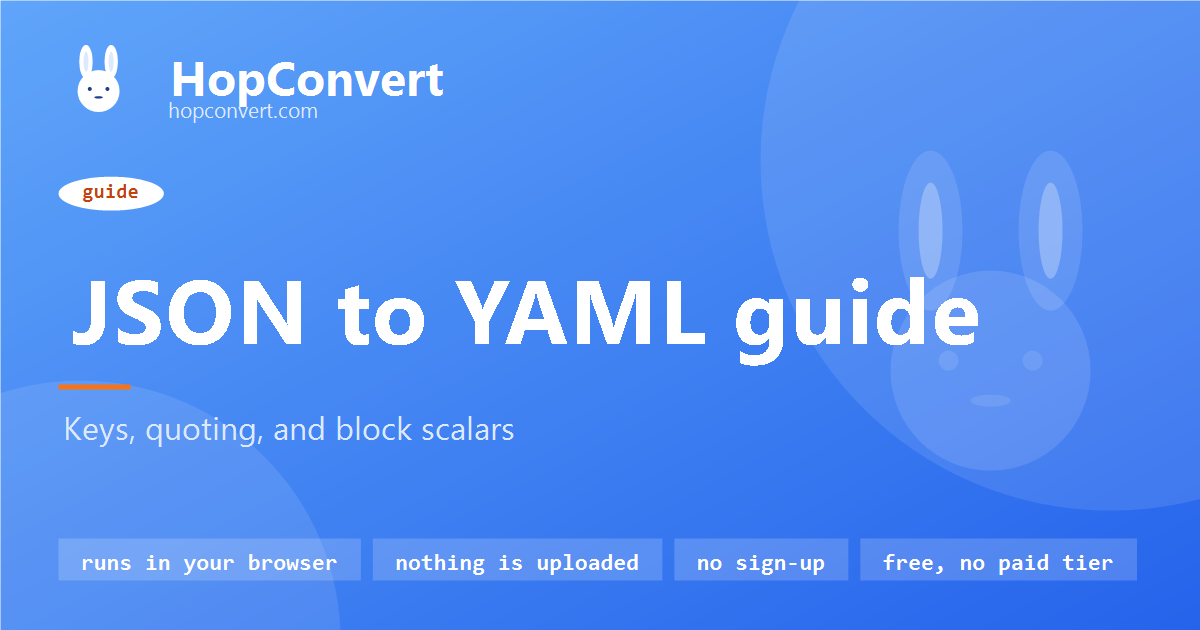 HopConvert
hopconvert.com
guide
JSON to YAML guide
Keys, quoting, and block scalars
runs in your browser
nothing is uploaded
no sign-up
free, no paid tier